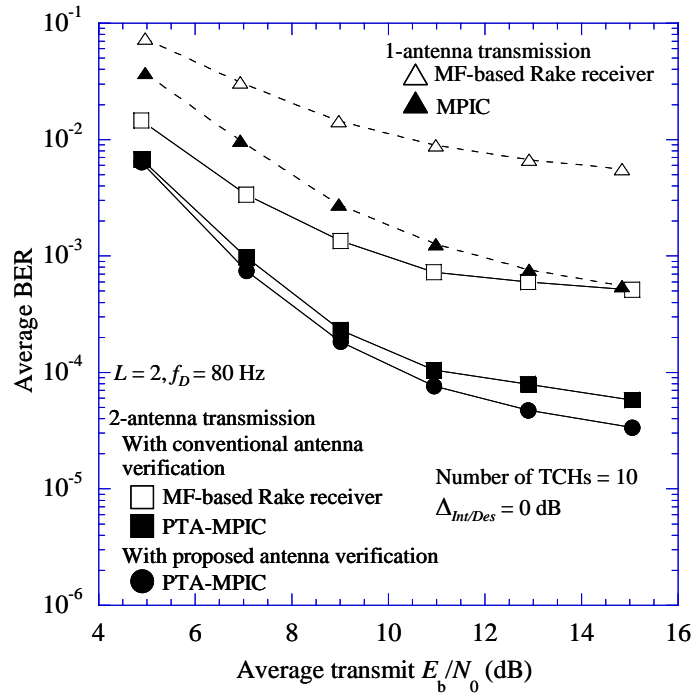 10^-1
10^-2
10^-3
10^-4
10^-5
10^-6
Average BER
1-antenna transmission
MF-based Rake receiver
MPIC
L = 2, f_D = 80 Hz
2-antenna transmission
With conventional antenna
verification
MF-based Rake receiver
PTA-MPIC
With proposed antenna verification
PTA-MPIC
Number of TCHs = 10
Δ_Int/Des = 0 dB
4 6 8 10 12 14 16
Average transmit E_b/N_0 (dB)